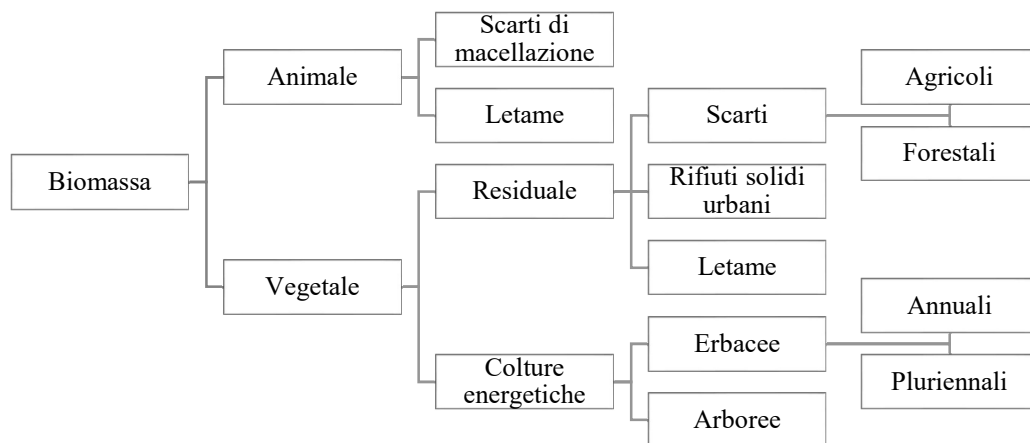 Biomassa
Animale
Scarti di
macellazione
Letame
Vegetale
Residuale
Scarti
Agricoli
Forestali
Rifiuti solidi
urbani
Letame
Colture
energetiche
Erbacee
Annuali
Pluriennali
Arboree